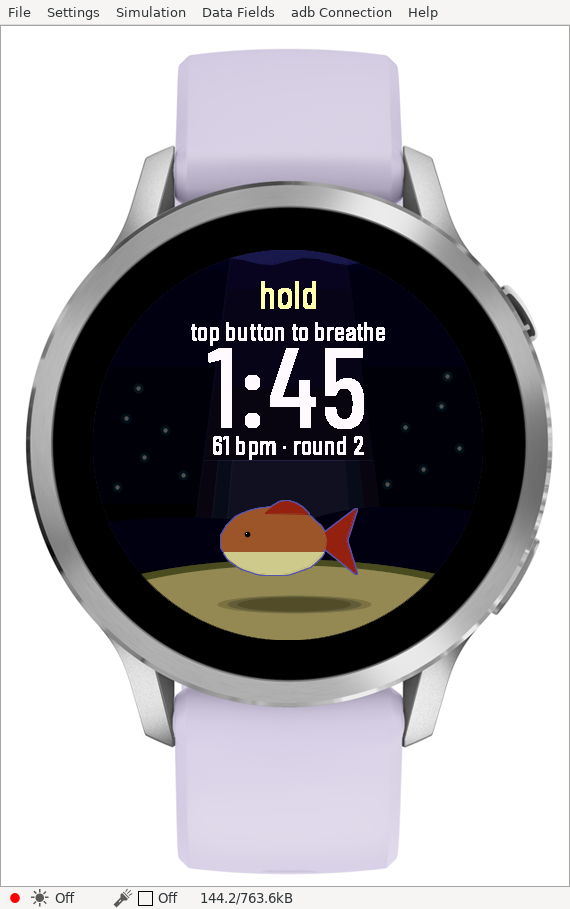 File Settings Simulation Data Fields adb Connection Help
hold
top button to breathe
1:45
61 bpm · round 2
Off Off 144.2/763.6kB